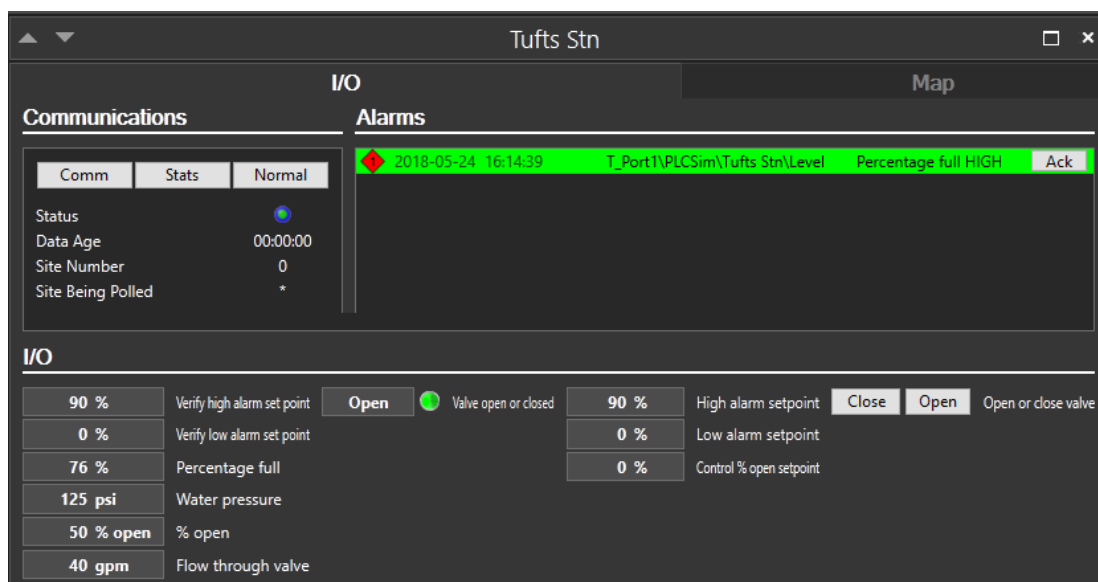 Tufts Stn
I/O Map
Communications Alarms
Comm Stats Normal
1 2018-05-24 16:14:39 T_Port1\PLCSim\Tufts Stn\Level Percentage full HIGH Ack
Status
Data Age 00:00:00
Site Number 0
Site Being Polled *
I/O
90 % Verify high alarm set point Open Valve open or closed 90 % High alarm setpoint Close Open Open or close valve
0 % Verify low alarm set point 0 % Low alarm setpoint
76 % Percentage full 0 % Control % open setpoint
125 psi Water pressure
50 % open % open
40 gpm Flow through valve